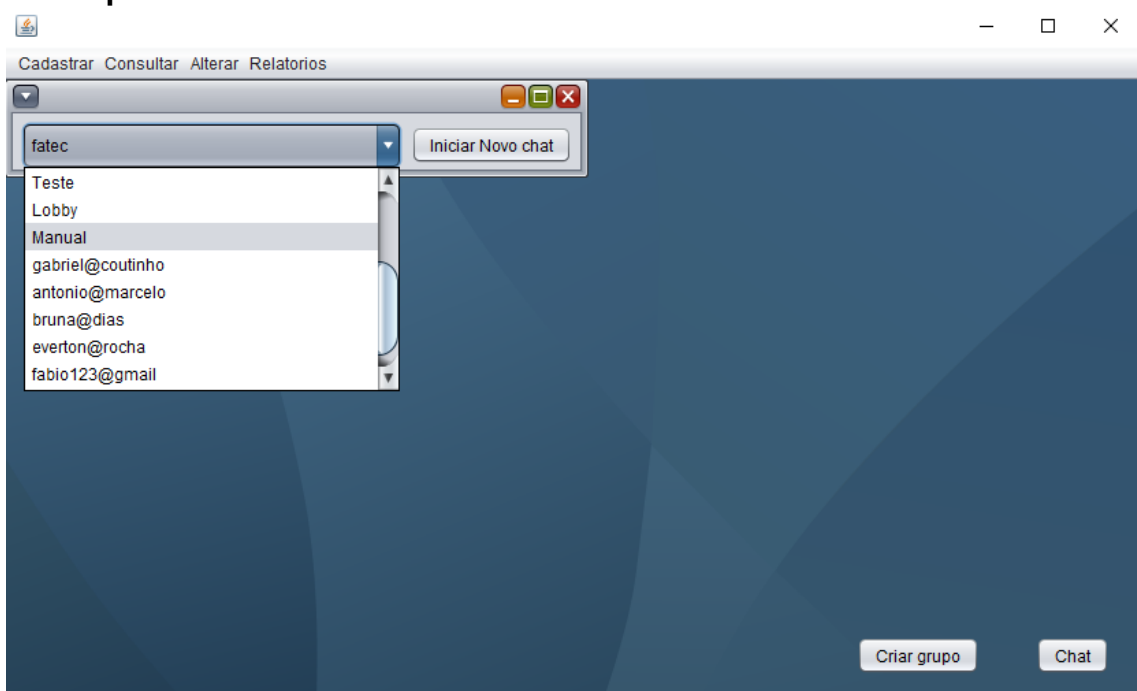 Cadastrar Consultar Alterar Relatorios
fatec
Iniciar Novo chat
Teste
Lobby
Manual
gabriel@coutinho
antonio@marcelo
bruna@dias
everton@rocha
fabio123@gmail
Criar grupo
Chat